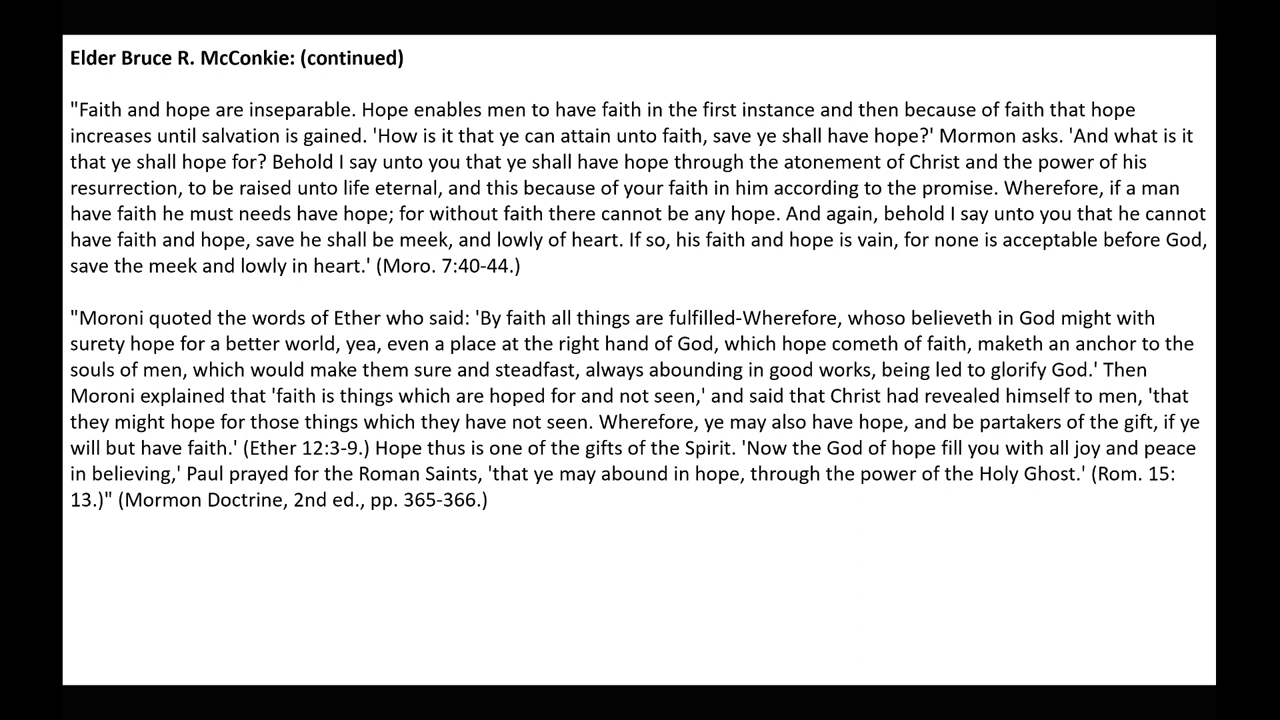 Elder Bruce R. McConkie: (continued)
"Faith and hope are inseparable. Hope enables men to have faith in the first instance and then because of faith that hope
increases until salvation is gained. 'How is it that ye can attain unto faith, save ye shall have hope?' Mormon asks. 'And what is it
that ye shall hope for? Behold I say unto you that ye shall have hope through the atonement of Christ and the power of his
resurrection, to be raised unto life eternal, and this because of your faith in him according to the promise. Wherefore, if a man
have faith he must needs have hope; for without faith there cannot be any hope. And again, behold I say unto you that he cannot
have faith and hope, save he shall be meek, and lowly of heart. If so, his faith and hope is vain, for none is acceptable before God,
save the meek and lowly in heart.' (Moro. 7:40-44.)
"Moroni quoted the words of Ether who said: 'By faith all things are fulfilled-Wherefore, whoso believeth in God might with
surety hope for a better world, yea, even a place at the right hand of God, which hope cometh of faith, maketh an anchor to the
souls of men, which would make them sure and steadfast, always abounding in good works, being led to glorify God.' Then
Moroni explained that 'faith is things which are hoped for and not seen,' and said that Christ had revealed himself to men, 'that
they might hope for those things which they have not seen. Wherefore, ye may also have hope, and be partakers of the gift, if ye
will but have faith.' (Ether 12:3-9.) Hope thus is one of the gifts of the Spirit. 'Now the God of hope fill you with all joy and peace
in believing,' Paul prayed for the Roman Saints, 'that ye may abound in hope, through the power of the Holy Ghost.' (Rom. 15:
13.)" (Mormon Doctrine, 2nd ed., pp. 365-366.)